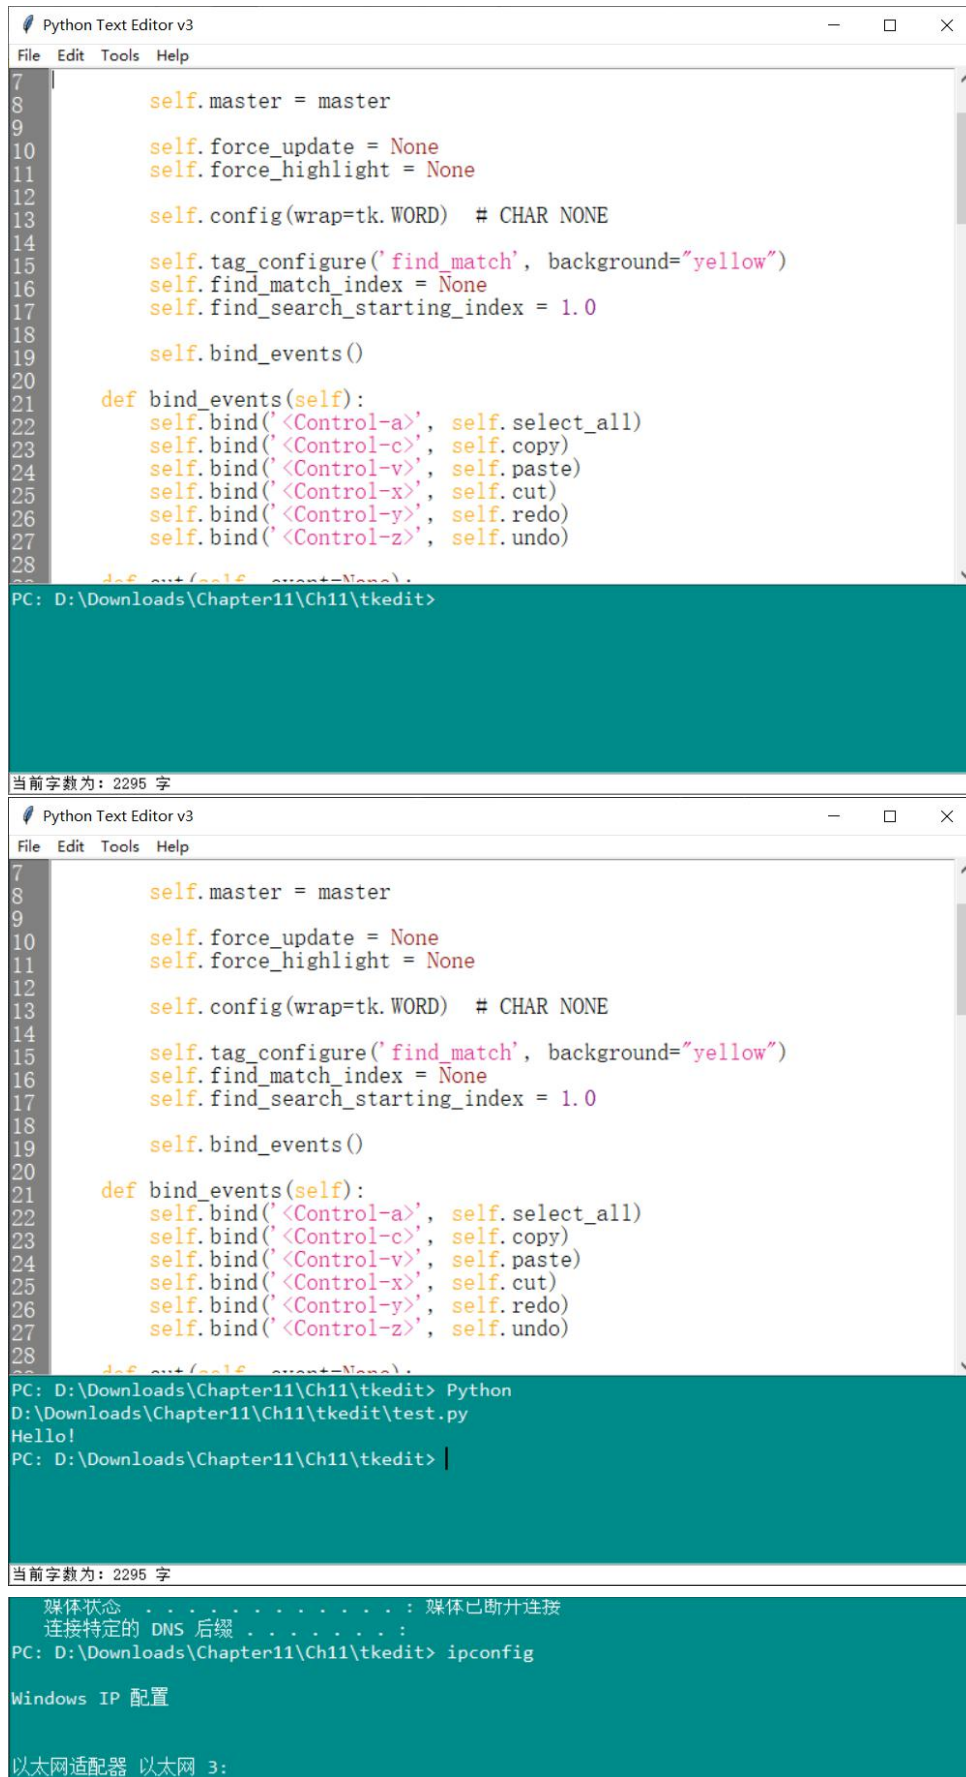 Python Text Editor v3
File Edit Tools Help
7
8 self.master = master
9
10 self.force_update = None
11 self.force_highlight = None
12
13 self.config(wrap=tk.WORD) # CHAR NONE
14
15 self.tag_configure('find_match', background="yellow")
16 self.find_match_index = None
17 self.find_search_starting_index = 1.0
18
19 self.bind_events()
20
21 def bind_events(self):
22 self.bind('<Control-a>', self.select_all)
23 self.bind('<Control-c>', self.copy)
24 self.bind('<Control-v>', self.paste)
25 self.bind('<Control-x>', self.cut)
26 self.bind('<Control-y>', self.redo)
27 self.bind('<Control-z>', self.undo)
28
def cut(self, event=None):
PC: D:\Downloads\Chapter11\Ch11\tkedit>
当前字数为: 2295 字
Python Text Editor v3
File Edit Tools Help
7
8 self.master = master
9
10 self.force_update = None
11 self.force_highlight = None
12
13 self.config(wrap=tk.WORD) # CHAR NONE
14
15 self.tag_configure('find_match', background="yellow")
16 self.find_match_index = None
17 self.find_search_starting_index = 1.0
18
19 self.bind_events()
20
21 def bind_events(self):
22 self.bind('<Control-a>', self.select_all)
23 self.bind('<Control-c>', self.copy)
24 self.bind('<Control-v>', self.paste)
25 self.bind('<Control-x>', self.cut)
26 self.bind('<Control-y>', self.redo)
27 self.bind('<Control-z>', self.undo)
28
def cut(self, event=None):
PC: D:\Downloads\Chapter11\Ch11\tkedit> Python
D:\Downloads\Chapter11\Ch11\tkedit\test.py
Hello!
PC: D:\Downloads\Chapter11\Ch11\tkedit>
当前字数为: 2295 字
媒体状态 . . . . . . . . . . . . : 媒体已断开连接
连接特定的 DNS 后缀 . . . . . . . :
PC: D:\Downloads\Chapter11\Ch11\tkedit> ipconfig
Windows IP 配置
以太网适配器 以太网 3: